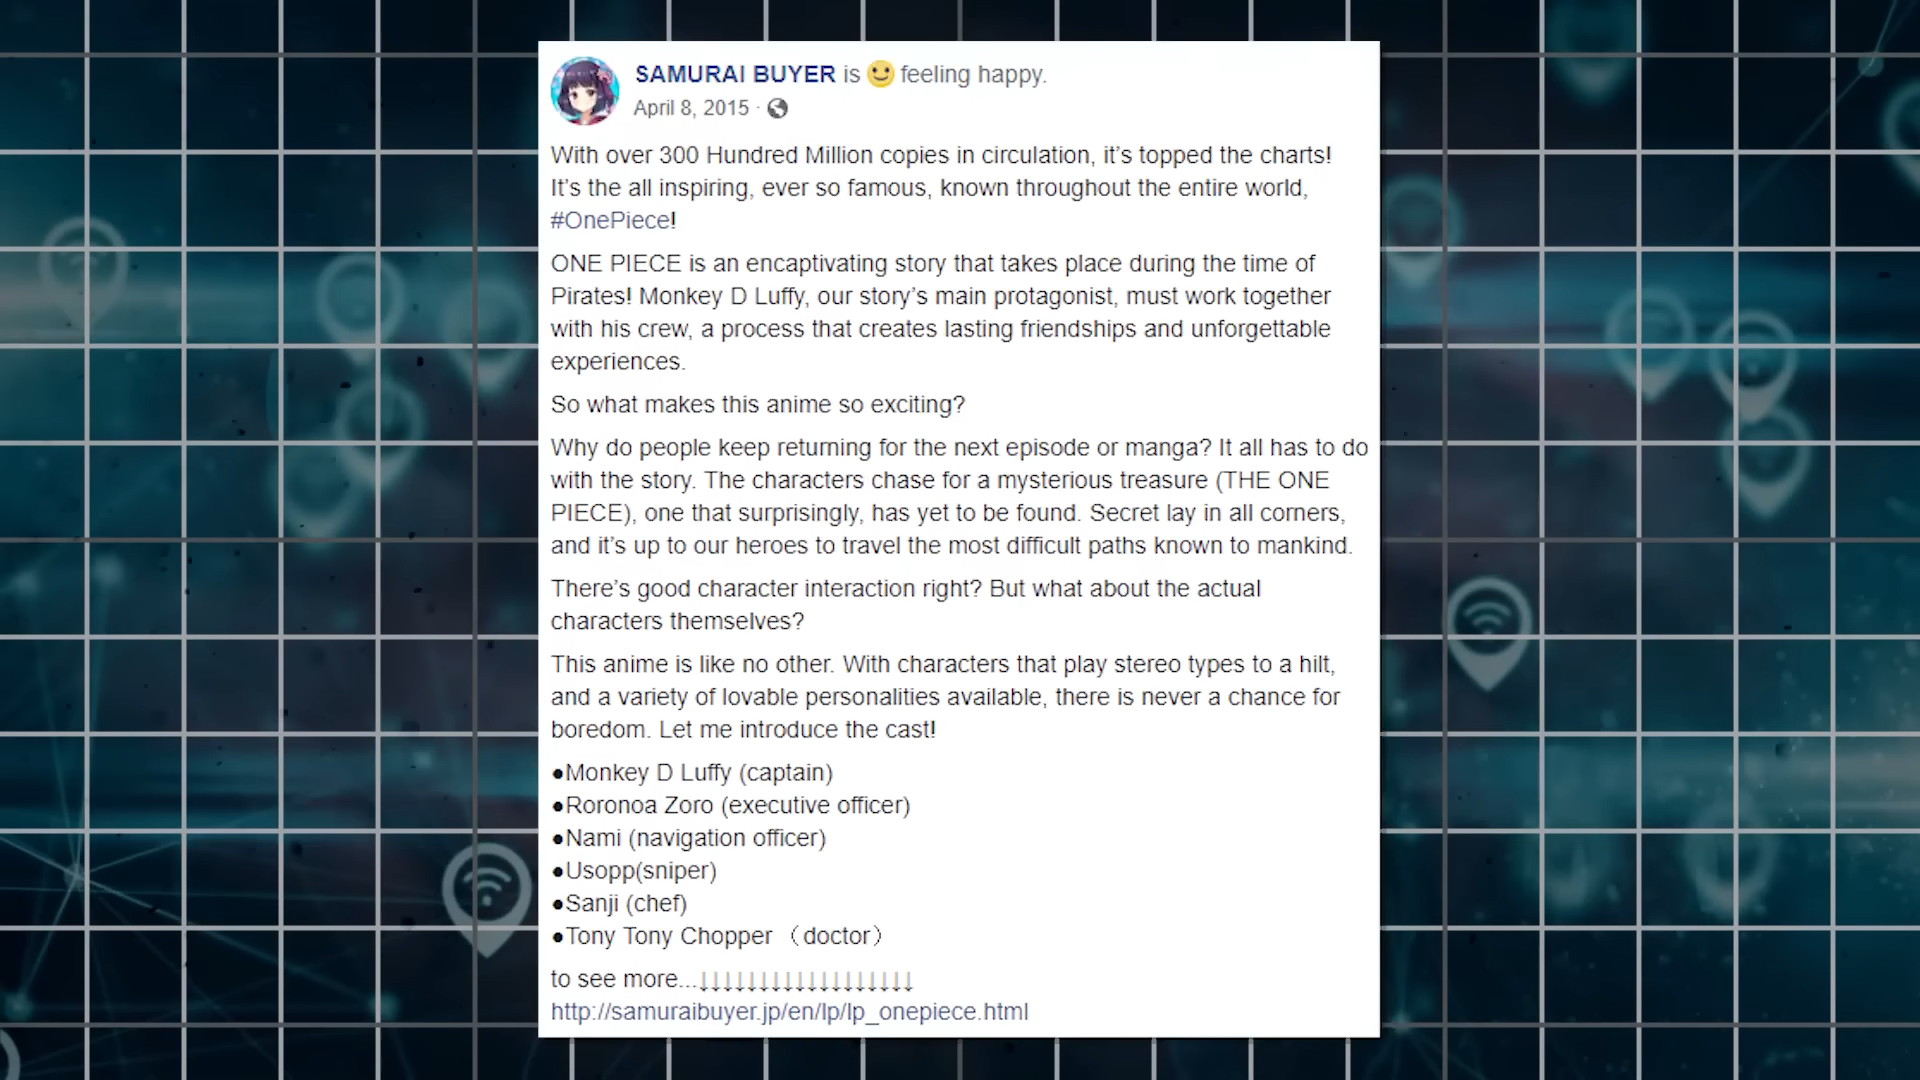 SAMURAI BUYER is 🙂 feeling happy.
April 8, 2015 ·
With over 300 Hundred Million copies in circulation, it's topped the charts!
It's the all inspiring, ever so famous, known throughout the entire world,
#OnePiece!
ONE PIECE is an encaptivating story that takes place during the time of
Pirates! Monkey D Luffy, our story's main protagonist, must work together
with his crew, a process that creates lasting friendships and unforgettable
experiences.
So what makes this anime so exciting?
Why do people keep returning for the next episode or manga? It all has to do
with the story. The characters chase for a mysterious treasure (THE ONE
PIECE), one that surprisingly, has yet to be found. Secret lay in all corners,
and it's up to our heroes to travel the most difficult paths known to mankind.
There's good character interaction right? But what about the actual
characters themselves?
This anime is like no other. With characters that play stereo types to a hilt,
and a variety of lovable personalities available, there is never a chance for
boredom. Let me introduce the cast!
●Monkey D Luffy (captain)
●Roronoa Zoro (executive officer)
●Nami (navigation officer)
●Usopp(sniper)
●Sanji (chef)
●Tony Tony Chopper （doctor）
to see more...↓↓↓↓↓↓↓↓↓↓↓↓↓↓↓↓↓↓
http://samuraibuyer.jp/en/lp/lp_onepiece.html